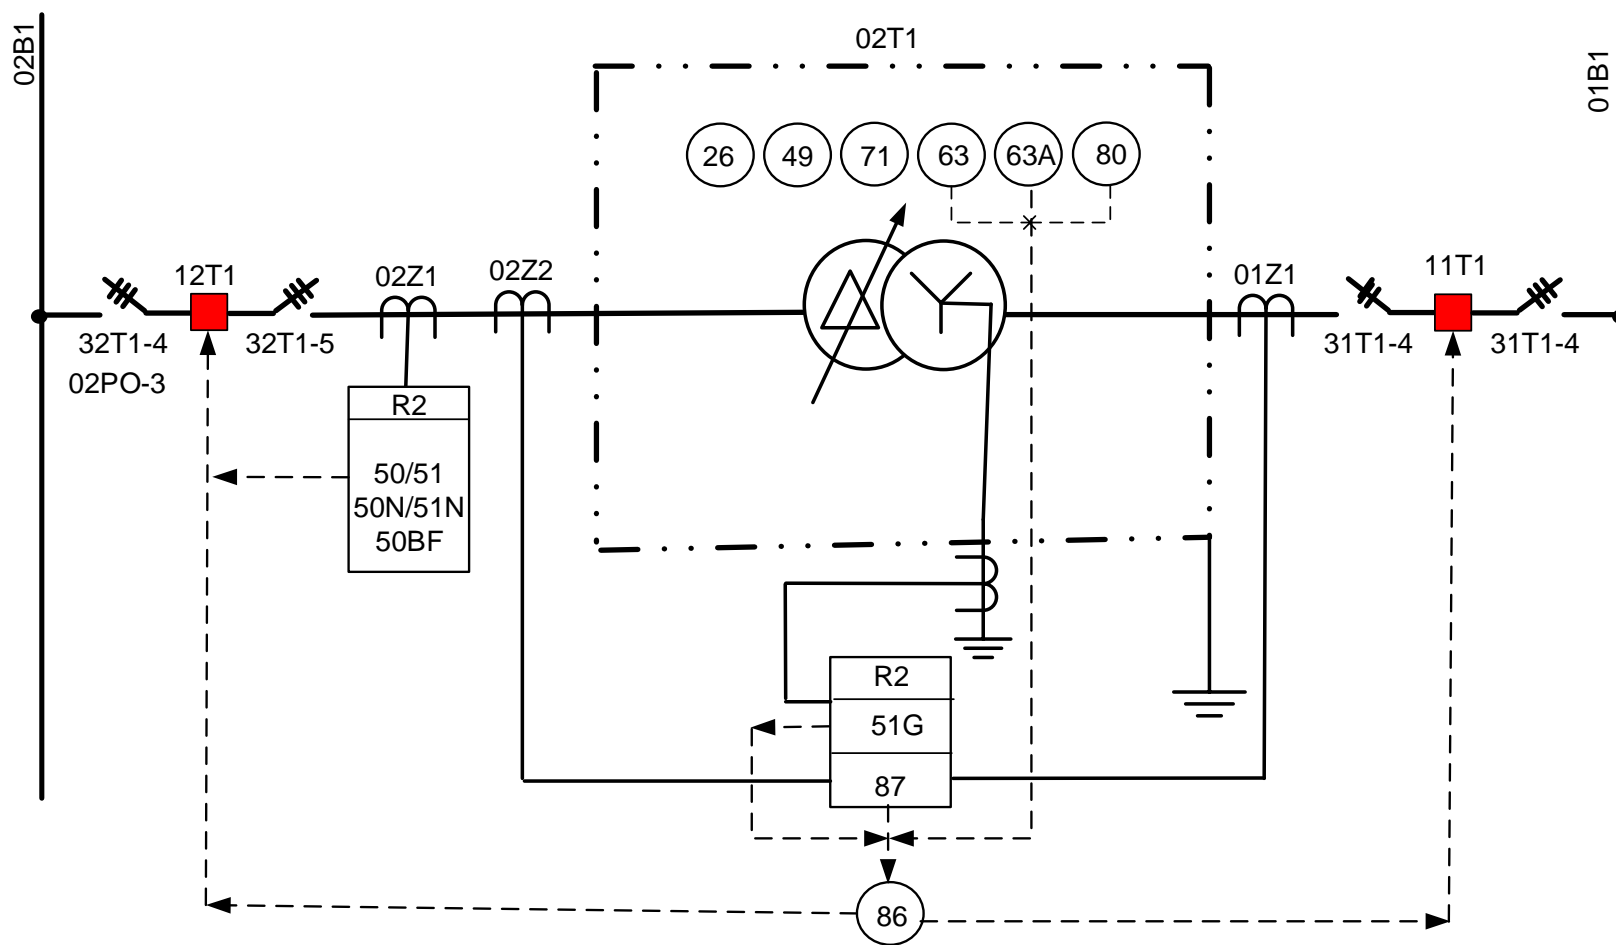 02T1
02B1
01B1
26
49
71
63
63A
80
12T1
02Z1
02Z2
01Z1
11T1
32T1-4
32T1-5
31T1-4
31T1-4
02PO-3
R2
50/51
50N/51N
50BF
R2
51G
87
86